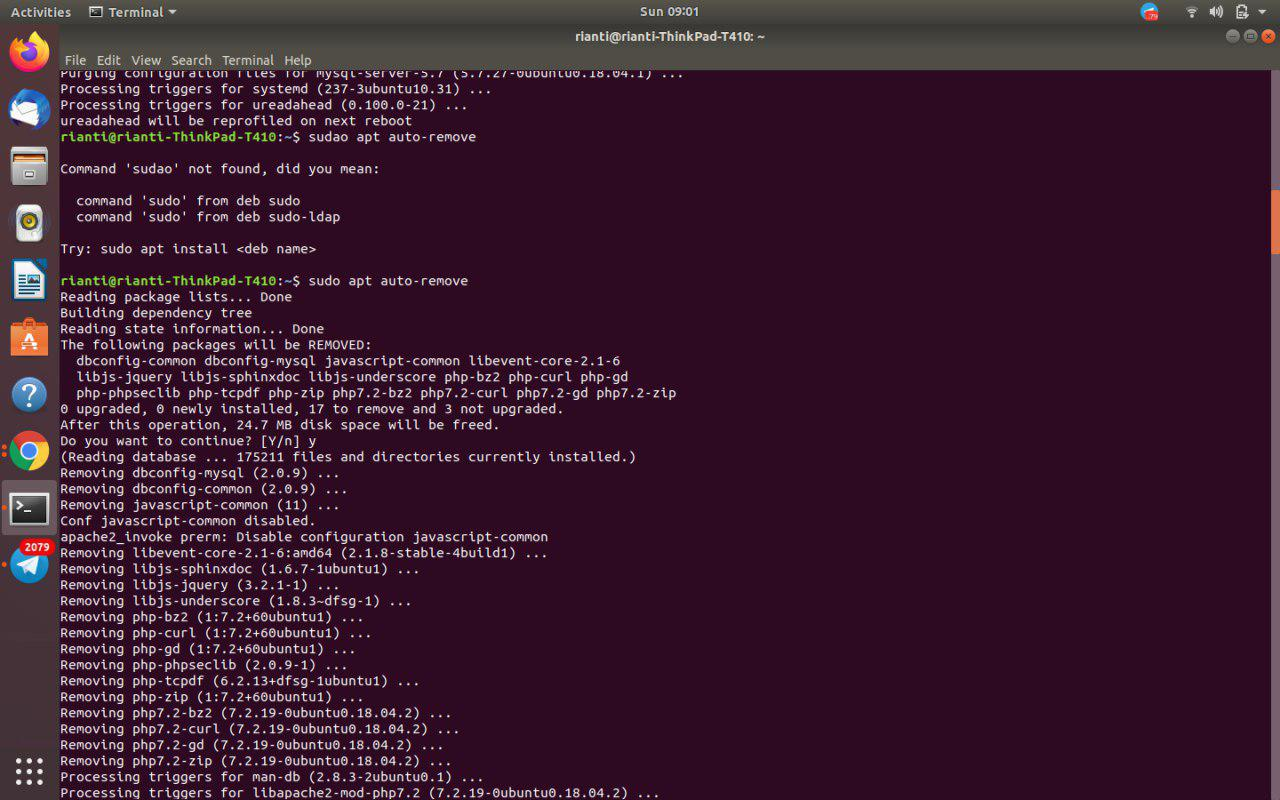 Activities Terminal Sun 09:01 79
rianti@rianti-ThinkPad-T410: ~
File Edit View Search Terminal Help
Purging configuration files for mysql-server-5.7 (5.7.27-0ubuntu0.18.04.1) ...
Processing triggers for systemd (237-3ubuntu10.31) ...
Processing triggers for ureadahead (0.100.0-21) ...
ureadahead will be reprofiled on next reboot
rianti@rianti-ThinkPad-T410:~$ sudao apt auto-remove
Command 'sudao' not found, did you mean:
command 'sudo' from deb sudo
command 'sudo' from deb sudo-ldap
Try: sudo apt install <deb name>
rianti@rianti-ThinkPad-T410:~$ sudo apt auto-remove
Reading package lists... Done
Building dependency tree
Reading state information... Done
The following packages will be REMOVED:
dbconfig-common dbconfig-mysql javascript-common libevent-core-2.1-6
libjs-jquery libjs-sphinxdoc libjs-underscore php-bz2 php-curl php-gd
php-phpseclib php-tcpdf php-zip php7.2-bz2 php7.2-curl php7.2-gd php7.2-zip
0 upgraded, 0 newly installed, 17 to remove and 3 not upgraded.
After this operation, 24.7 MB disk space will be freed.
Do you want to continue? [Y/n] y
(Reading database ... 175211 files and directories currently installed.)
Removing dbconfig-mysql (2.0.9) ...
Removing dbconfig-common (2.0.9) ...
Removing javascript-common (11) ...
Conf javascript-common disabled.
apache2_invoke prerm: Disable configuration javascript-common
Removing libevent-core-2.1-6:amd64 (2.1.8-stable-4build1) ...
Removing libjs-sphinxdoc (1.6.7-1ubuntu1) ...
Removing libjs-jquery (3.2.1-1) ...
Removing libjs-underscore (1.8.3~dfsg-1) ...
Removing php-bz2 (1:7.2+60ubuntu1) ...
Removing php-curl (1:7.2+60ubuntu1) ...
Removing php-gd (1:7.2+60ubuntu1) ...
Removing php-phpseclib (2.0.9-1) ...
Removing php-tcpdf (6.2.13+dfsg-1ubuntu1) ...
Removing php-zip (1:7.2+60ubuntu1) ...
Removing php7.2-bz2 (7.2.19-0ubuntu0.18.04.2) ...
Removing php7.2-curl (7.2.19-0ubuntu0.18.04.2) ...
Removing php7.2-gd (7.2.19-0ubuntu0.18.04.2) ...
Removing php7.2-zip (7.2.19-0ubuntu0.18.04.2) ...
Processing triggers for man-db (2.8.3-2ubuntu0.1) ...
Processing triggers for libapache2-mod-php7.2 (7.2.19-0ubuntu0.18.04.2) ...
2079